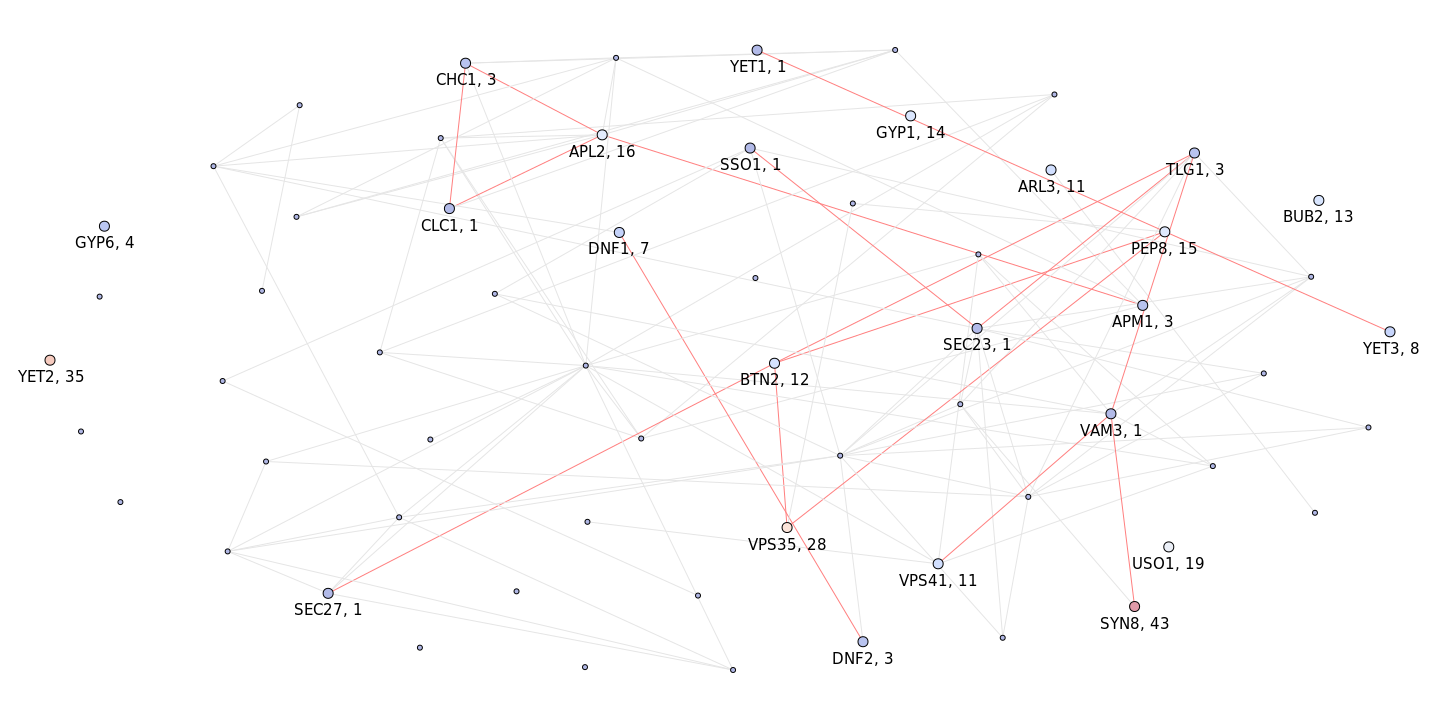 YET1, 1
CHC1, 3
GYP1, 14
APL2, 16
SSO1, 1
TLG1, 3
ARL3, 11
BUB2, 13
CLC1, 1
GYP6, 4
DNF1, 7
PEP8, 15
APM1, 3
SEC23, 1
YET3, 8
YET2, 35
BTN2, 12
VAM3, 1
VPS35, 28
USO1, 19
VPS41, 11
SEC27, 1
SYN8, 43
DNF2, 3